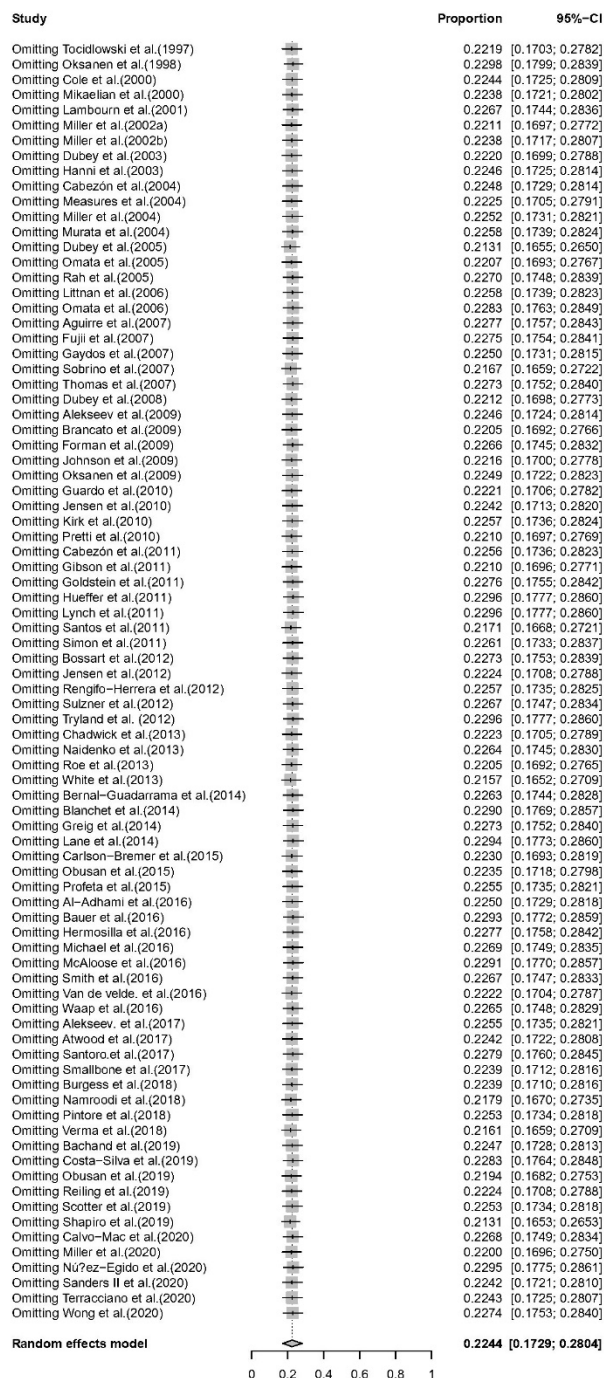 Study Proportion 95%−CI
Omitting Tocidlowski et al.(1997) 0.2219 [0.1703; 0.2782]
Omitting Oksanen et al.(1998) 0.2298 [0.1799; 0.2839]
Omitting Cole et al.(2000) 0.2244 [0.1725; 0.2809]
Omitting Mikaelian et al.(2000) 0.2238 [0.1721; 0.2802]
Omitting Lambourn et al.(2001) 0.2267 [0.1744; 0.2836]
Omitting Miller et al.(2002a) 0.2211 [0.1697; 0.2772]
Omitting Miller et al.(2002b) 0.2238 [0.1717; 0.2807]
Omitting Dubey et al.(2003) 0.2220 [0.1699; 0.2788]
Omitting Hanni et al.(2003) 0.2246 [0.1725; 0.2814]
Omitting Cabezón et al.(2004) 0.2248 [0.1729; 0.2814]
Omitting Measures et al.(2004) 0.2225 [0.1705; 0.2791]
Omitting Miller et al.(2004) 0.2252 [0.1731; 0.2821]
Omitting Murata et al.(2004) 0.2258 [0.1739; 0.2824]
Omitting Dubey et al.(2005) 0.2131 [0.1655; 0.2650]
Omitting Omata et al.(2005) 0.2207 [0.1693; 0.2767]
Omitting Rah et al.(2005) 0.2270 [0.1748; 0.2839]
Omitting Littnan et al.(2006) 0.2258 [0.1739; 0.2823]
Omitting Omata et al.(2006) 0.2283 [0.1763; 0.2849]
Omitting Aguirre et al.(2007) 0.2277 [0.1757; 0.2843]
Omitting Fujii et al.(2007) 0.2275 [0.1754; 0.2841]
Omitting Gaydos et al.(2007) 0.2250 [0.1731; 0.2815]
Omitting Sobrino et al.(2007) 0.2167 [0.1659; 0.2722]
Omitting Thomas et al.(2007) 0.2273 [0.1752; 0.2840]
Omitting Dubey et al.(2008) 0.2212 [0.1698; 0.2773]
Omitting Alekseev et al.(2009) 0.2246 [0.1724; 0.2814]
Omitting Brancato et al.(2009) 0.2205 [0.1692; 0.2766]
Omitting Forman et al.(2009) 0.2266 [0.1745; 0.2832]
Omitting Johnson et al.(2009) 0.2216 [0.1700; 0.2778]
Omitting Oksanen et al.(2009) 0.2249 [0.1722; 0.2823]
Omitting Guardo et al.(2010) 0.2221 [0.1706; 0.2782]
Omitting Jensen et al.(2010) 0.2242 [0.1713; 0.2820]
Omitting Kirk et al.(2010) 0.2257 [0.1736; 0.2824]
Omitting Pretti et al.(2010) 0.2210 [0.1697; 0.2769]
Omitting Cabezón et al.(2011) 0.2256 [0.1736; 0.2823]
Omitting Gibson et al.(2011) 0.2210 [0.1696; 0.2771]
Omitting Goldstein et al.(2011) 0.2276 [0.1755; 0.2842]
Omitting Hueffer et al.(2011) 0.2296 [0.1777; 0.2860]
Omitting Lynch et al.(2011) 0.2296 [0.1777; 0.2860]
Omitting Santos et al.(2011) 0.2171 [0.1668; 0.2721]
Omitting Simon et al.(2011) 0.2261 [0.1733; 0.2837]
Omitting Bossart et al.(2012) 0.2273 [0.1753; 0.2839]
Omitting Jensen et al.(2012) 0.2224 [0.1708; 0.2788]
Omitting Rengifo−Herrera et al.(2012) 0.2257 [0.1735; 0.2825]
Omitting Sulzner et al.(2012) 0.2267 [0.1747; 0.2834]
Omitting Tryland et al. (2012) 0.2296 [0.1777; 0.2860]
Omitting Chadwick et al.(2013) 0.2223 [0.1705; 0.2789]
Omitting Naidenko et al.(2013) 0.2264 [0.1745; 0.2830]
Omitting Roe et al.(2013) 0.2205 [0.1692; 0.2765]
Omitting White et al.(2013) 0.2157 [0.1652; 0.2709]
Omitting Bernal−Guadarrama et al.(2014) 0.2263 [0.1744; 0.2828]
Omitting Blanchet et al.(2014) 0.2290 [0.1769; 0.2857]
Omitting Greig et al.(2014) 0.2273 [0.1752; 0.2840]
Omitting Lane et al.(2014) 0.2294 [0.1773; 0.2860]
Omitting Carlson−Bremer et al.(2015) 0.2230 [0.1693; 0.2819]
Omitting Obusan et al.(2015) 0.2235 [0.1718; 0.2798]
Omitting Profeta et al.(2015) 0.2255 [0.1735; 0.2821]
Omitting Al−Adhami et al.(2016) 0.2250 [0.1729; 0.2818]
Omitting Bauer et al.(2016) 0.2293 [0.1772; 0.2859]
Omitting Hermosilla et al.(2016) 0.2277 [0.1758; 0.2842]
Omitting Michael et al.(2016) 0.2269 [0.1749; 0.2835]
Omitting McAloose et al.(2016) 0.2291 [0.1770; 0.2857]
Omitting Smith et al.(2016) 0.2267 [0.1747; 0.2833]
Omitting Van de velde. et al.(2016) 0.2222 [0.1704; 0.2787]
Omitting Waap et al.(2016) 0.2265 [0.1748; 0.2829]
Omitting Alekseev. et al.(2017) 0.2255 [0.1735; 0.2821]
Omitting Atwood et al.(2017) 0.2242 [0.1722; 0.2808]
Omitting Santoro.et al.(2017) 0.2279 [0.1760; 0.2845]
Omitting Smallbone et al.(2017) 0.2239 [0.1712; 0.2816]
Omitting Burgess et al.(2018) 0.2239 [0.1710; 0.2816]
Omitting Namroodi et al.(2018) 0.2179 [0.1670; 0.2735]
Omitting Pintore et al.(2018) 0.2253 [0.1734; 0.2818]
Omitting Verma et al.(2018) 0.2161 [0.1659; 0.2709]
Omitting Bachand et al.(2019) 0.2247 [0.1728; 0.2813]
Omitting Costa−Silva et al.(2019) 0.2283 [0.1764; 0.2848]
Omitting Obusan et al.(2019) 0.2194 [0.1682; 0.2753]
Omitting Reiling et al.(2019) 0.2224 [0.1708; 0.2788]
Omitting Scotter et al.(2019) 0.2253 [0.1734; 0.2818]
Omitting Shapiro et al.(2019) 0.2131 [0.1653; 0.2653]
Omitting Calvo−Mac et al.(2020) 0.2268 [0.1749; 0.2834]
Omitting Miller et al.(2020) 0.2200 [0.1696; 0.2750]
Omitting Nú?ez−Egido et al.(2020) 0.2295 [0.1775; 0.2861]
Omitting Sanders II et al.(2020) 0.2242 [0.1721; 0.2810]
Omitting Terracciano et al.(2020) 0.2243 [0.1725; 0.2807]
Omitting Wong et al.(2020) 0.2274 [0.1753; 0.2840]
Random effects model 0.2244 [0.1729; 0.2804]
0 0.2 0.4 0.6 0.8 1